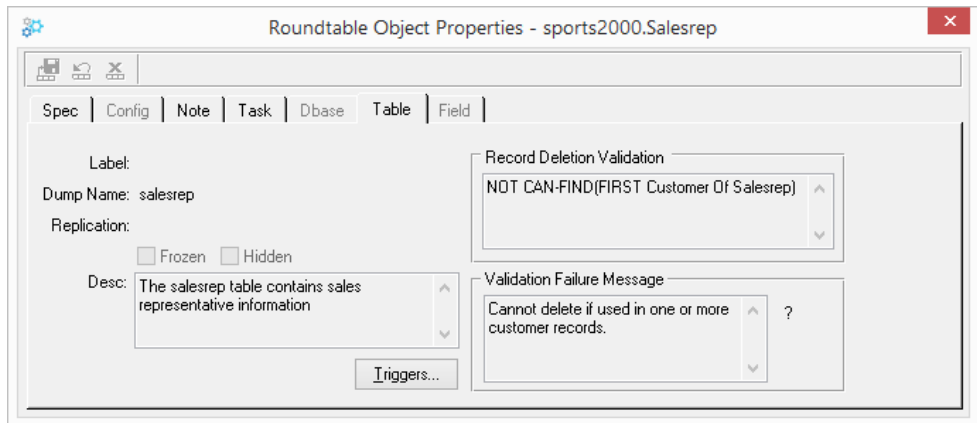 Roundtable Object Properties - sports2000.Salesrep
Spec Config Note Task Dbase Table Field
Label:
Dump Name: salesrep
Replication:
Frozen Hidden
Desc: The salesrep table contains sales
representative information
Triggers...
Record Deletion Validation
NOT CAN-FIND(FIRST Customer Of Salesrep)
Validation Failure Message
Cannot delete if used in one or more
customer records.
?